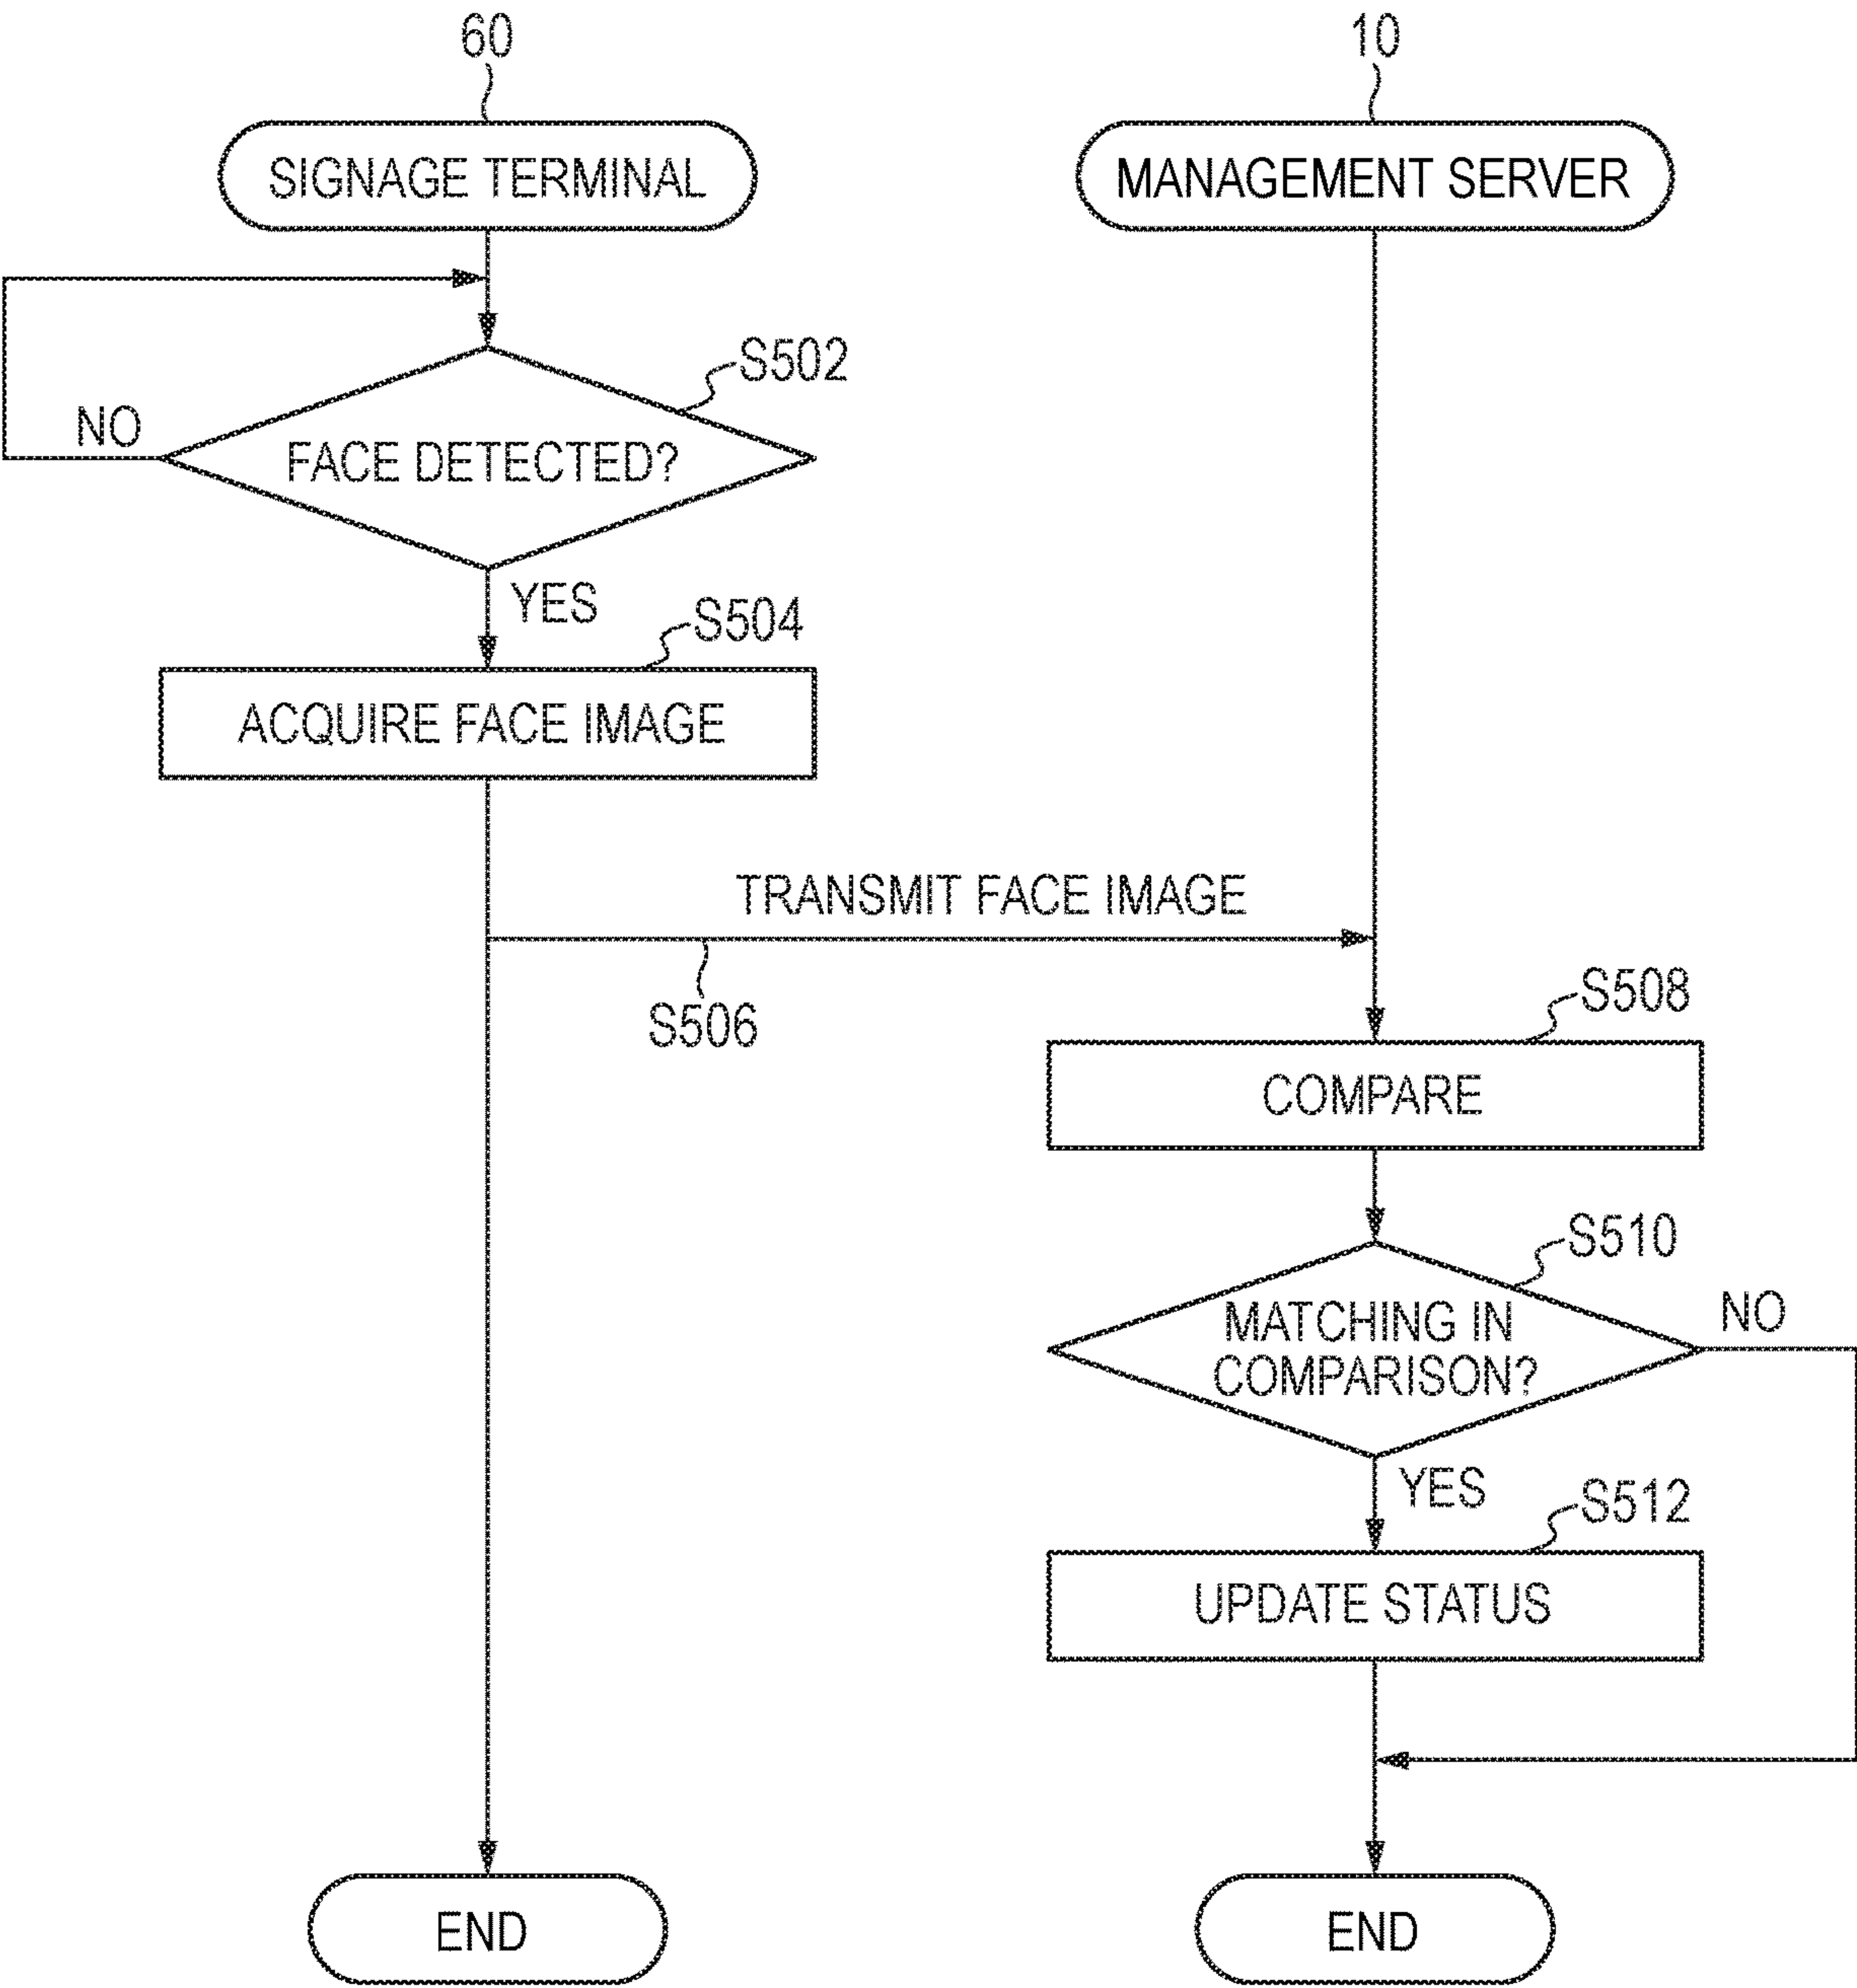 60
10
SIGNAGE TERMINAL
MANAGEMENT SERVER
S502
NO
FACE DETECTED?
YES
S504
ACQUIRE FACE IMAGE
TRANSMIT FACE IMAGE
S506
S508
COMPARE
S510
MATCHING IN
COMPARISON?
NO
YES
S512
UPDATE STATUS
END
END